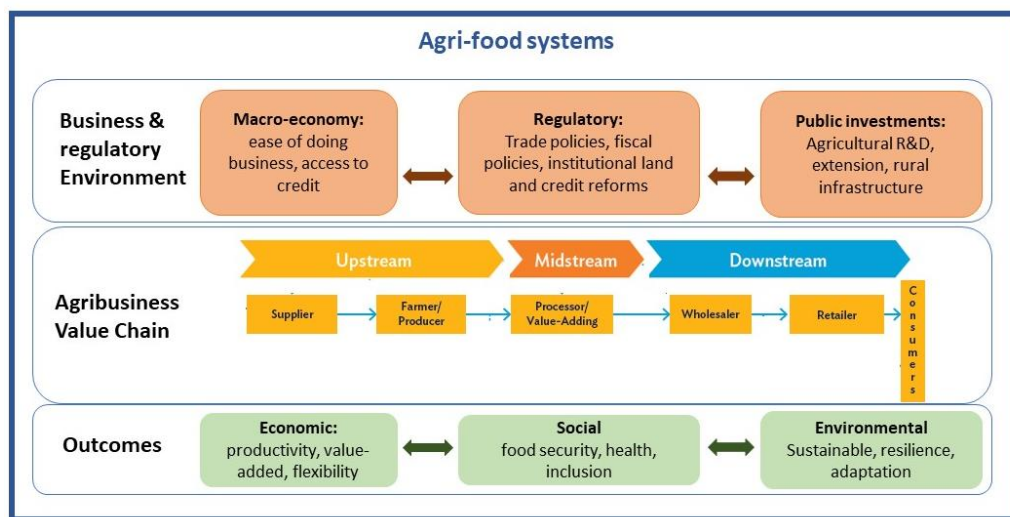 Agri-food systems
Business &
regulatory
Environment
Macro-economy:
ease of doing
business, access to
credit
Regulatory:
Trade policies, fiscal
policies, institutional land
and credit reforms
Public investments:
Agricultural R&D,
extension, rural
infrastructure
Agribusiness
Value Chain
Upstream
Midstream
Downstream
Supplier
Farmer/
Producer
Processor/
Value-Adding
Wholesaler
Retailer
Consumers
Outcomes
Economic:
productivity, value-
added, flexibility
Social
food security, health,
inclusion
Environmental
Sustainable, resilience,
adaptation